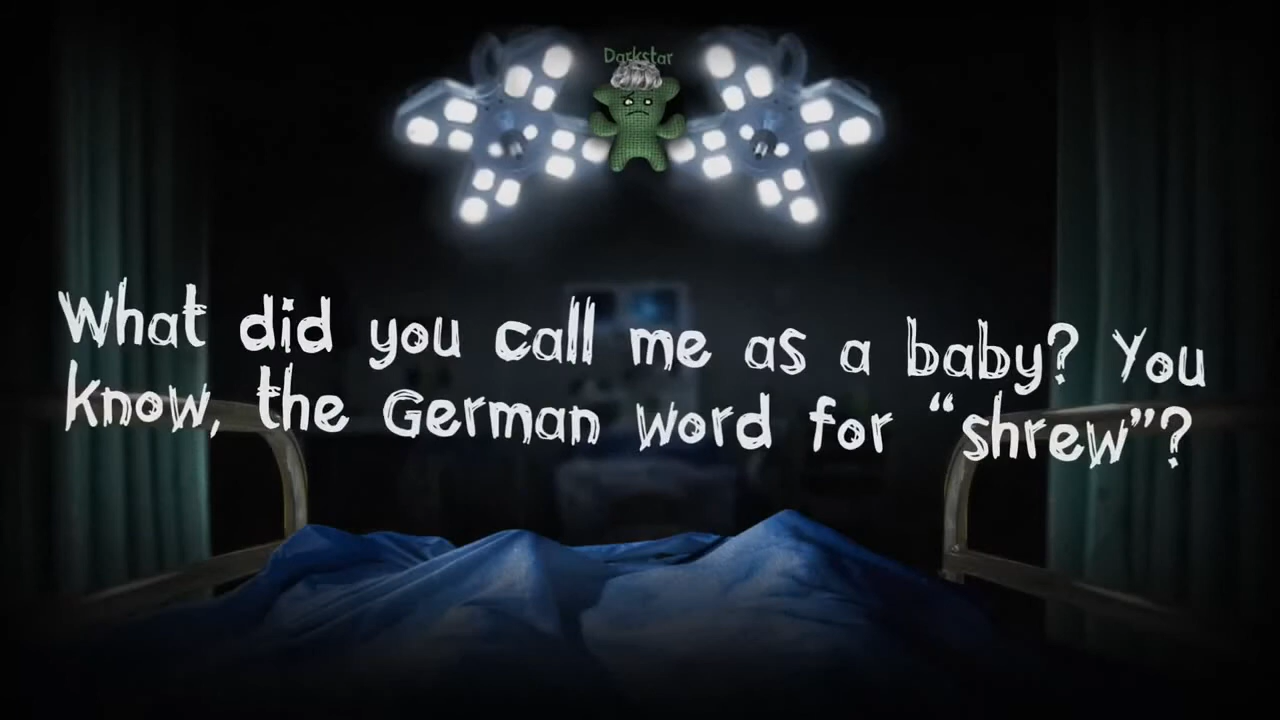 Darkstar
What did you call me as a baby? You
know, the German word for “shrew”?